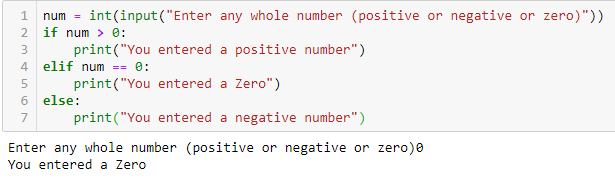 1 num = int(input("Enter any whole number (positive or negative or zero)"))
2 if num > 0:
3     print("You entered a positive number")
4 elif num == 0:
5     print("You entered a Zero")
6 else:
7     print("You entered a negative number")
Enter any whole number (positive or negative or zero)0
You entered a Zero